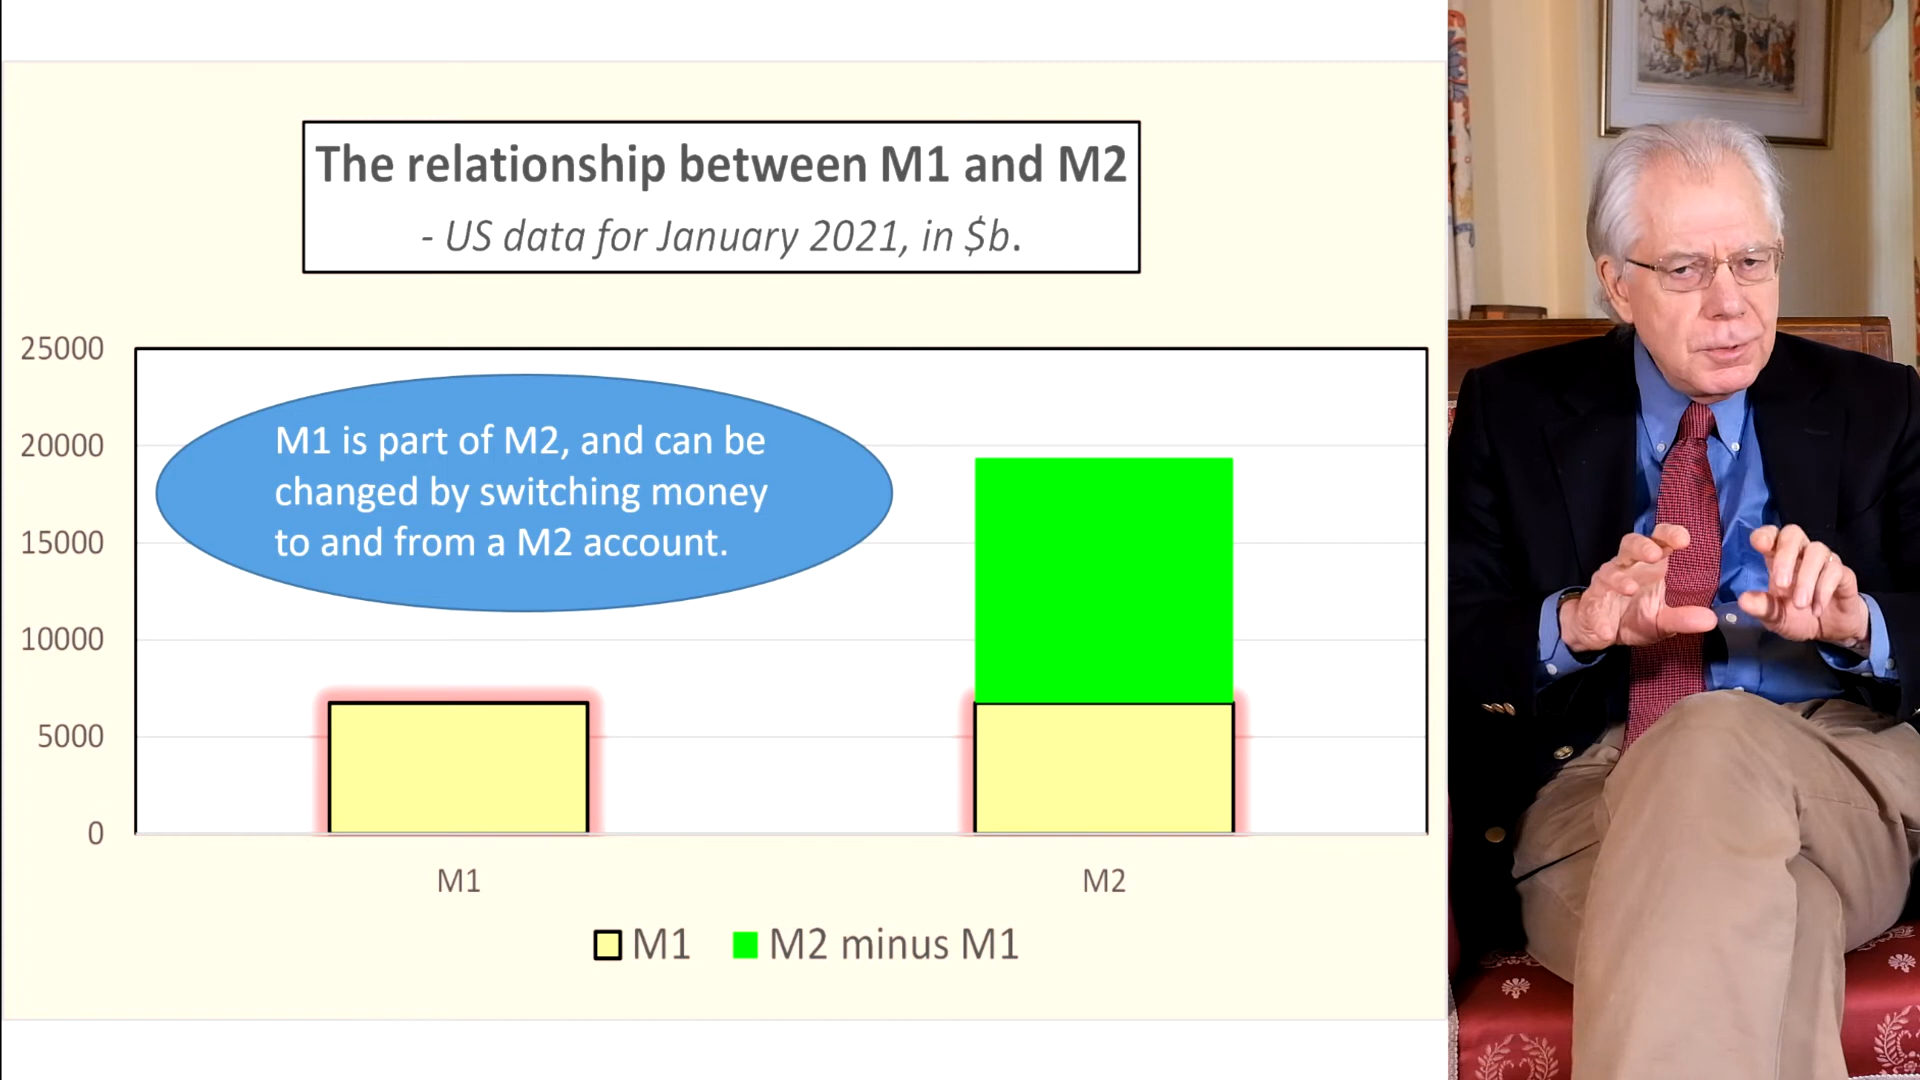 The relationship between M1 and M2
- US data for January 2021, in $b.
25000
20000
15000
10000
5000
0
M1 is part of M2, and can be
changed by switching money
to and from a M2 account.
M1
M2
M1
M2 minus M1